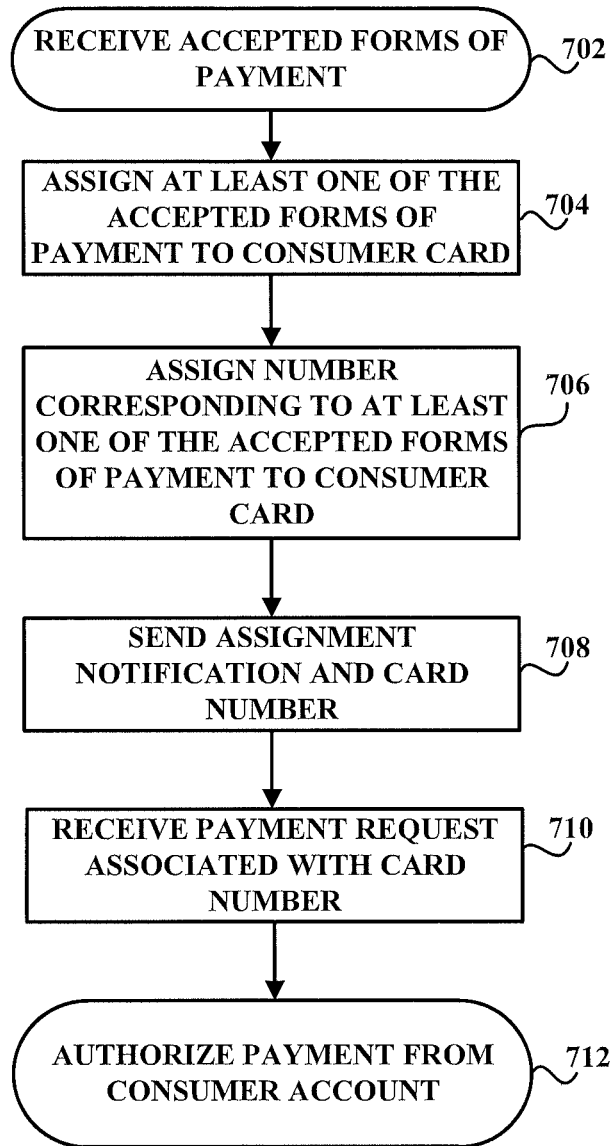 RECEIVE ACCEPTED FORMS OF
PAYMENT
702
ASSIGN AT LEAST ONE OF THE
ACCEPTED FORMS OF
PAYMENT TO CONSUMER CARD
704
ASSIGN NUMBER
CORRESPONDING TO AT LEAST
ONE OF THE ACCEPTED FORMS
OF PAYMENT TO CONSUMER
CARD
706
SEND ASSIGNMENT
NOTIFICATION AND CARD
NUMBER
708
RECEIVE PAYMENT REQUEST
ASSOCIATED WITH CARD
NUMBER
710
AUTHORIZE PAYMENT FROM
CONSUMER ACCOUNT
712